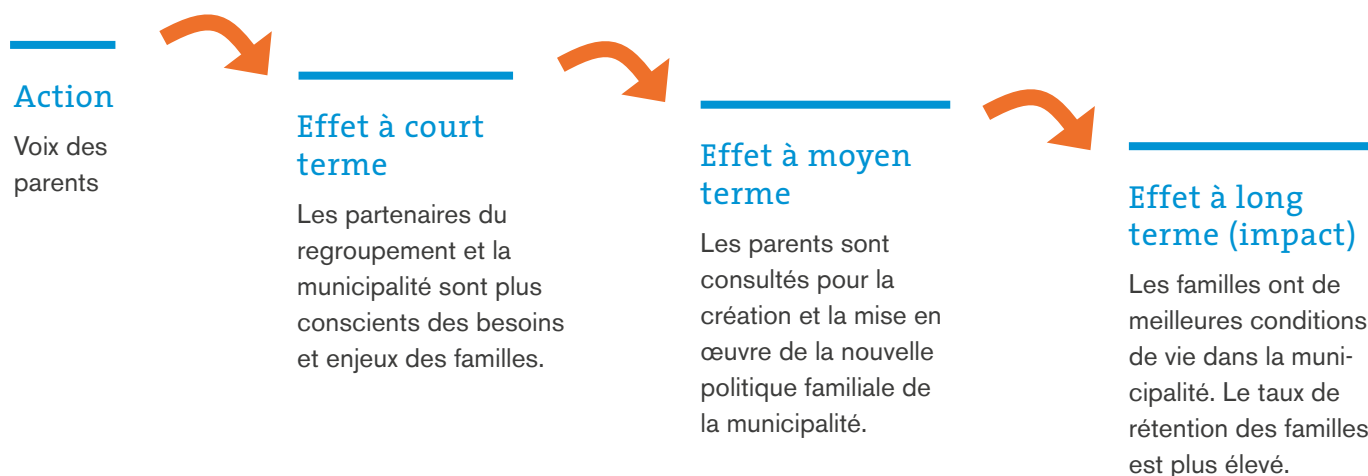 Action
Voix des
parents
Effet à court
terme
Les partenaires du
regroupement et la
municipalité sont plus
conscients des besoins
et enjeux des familles.
Effet à moyen
terme
Les parents sont
consultés pour la
création et la mise en
œuvre de la nouvelle
politique familiale de
la municipalité.
Effet à long
terme (impact)
Les familles ont de
meilleures conditions
de vie dans la muni-
cipalité. Le taux de
rétention des familles
est plus élevé.